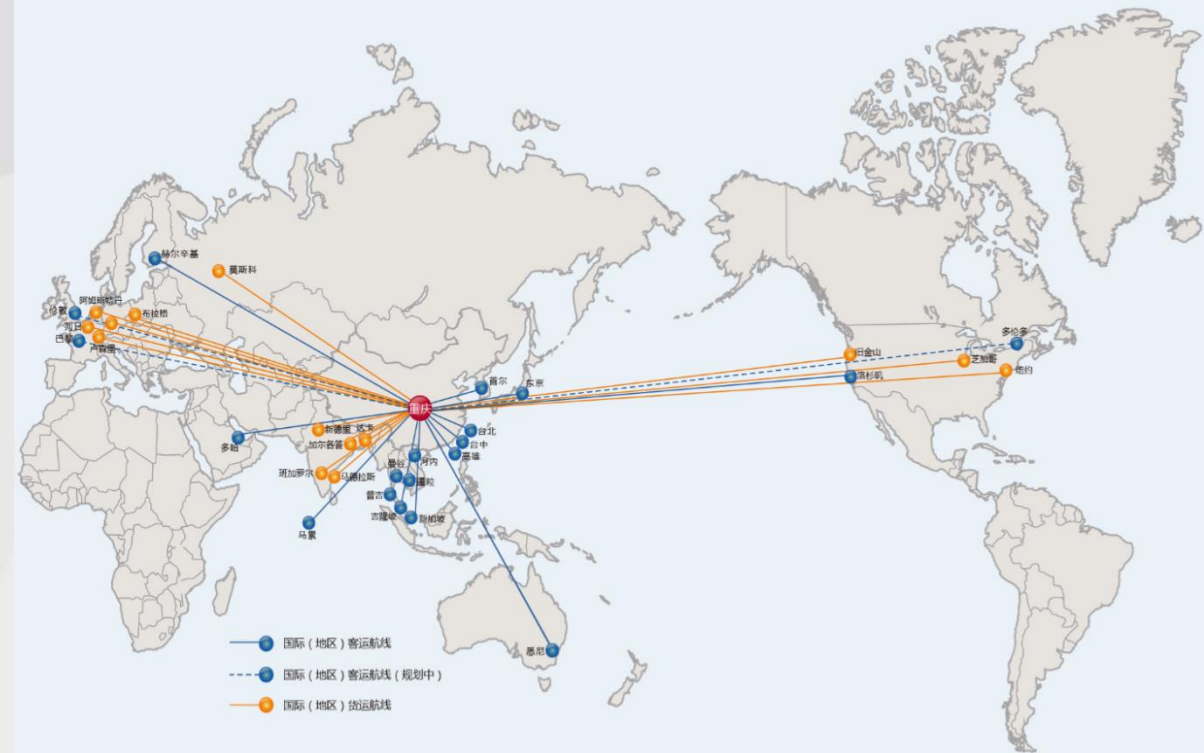 赫尔辛基
莫斯科
阿姆斯特丹
伦敦
布拉格
列日
巴黎
卢森堡
多伦多
旧金山
芝加哥
纽约
洛杉矶
首尔
东京
重庆
新德里
达卡
台北
加尔各答
台中
多哈
高雄
河内
曼谷
班加罗尔
马德拉斯
暹粒
普吉
吉隆坡
新加坡
马累
悉尼
国际(地区)客运航线
国际(地区)客运航线(规划中)
国际(地区)货运航线